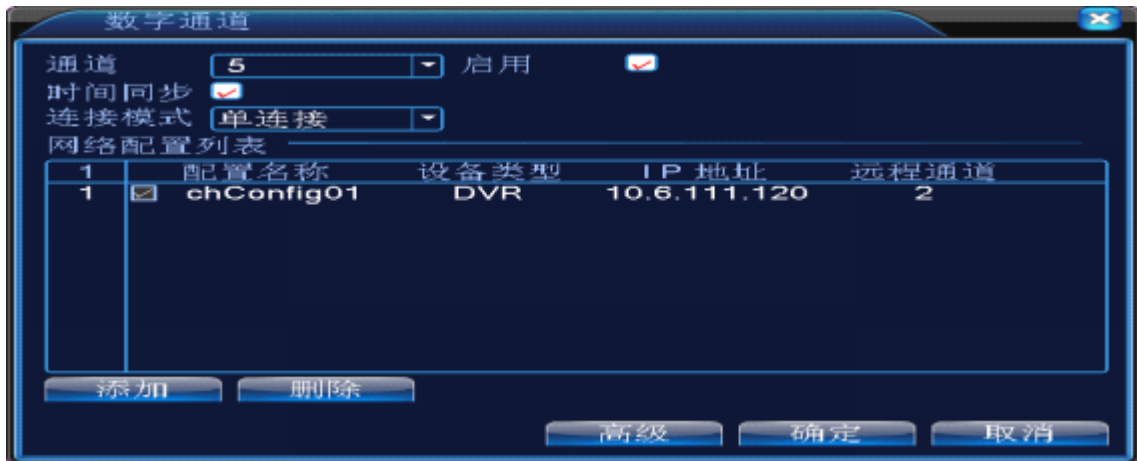 数字通道
通道 5 启用
时间同步
连接模式 单连接
网络配置列表
1 配置名称 设备类型 IP 地址 远程通道
1 chConfig01 DVR 10.6.111.120 2
添加 删除
高级 确定 取消